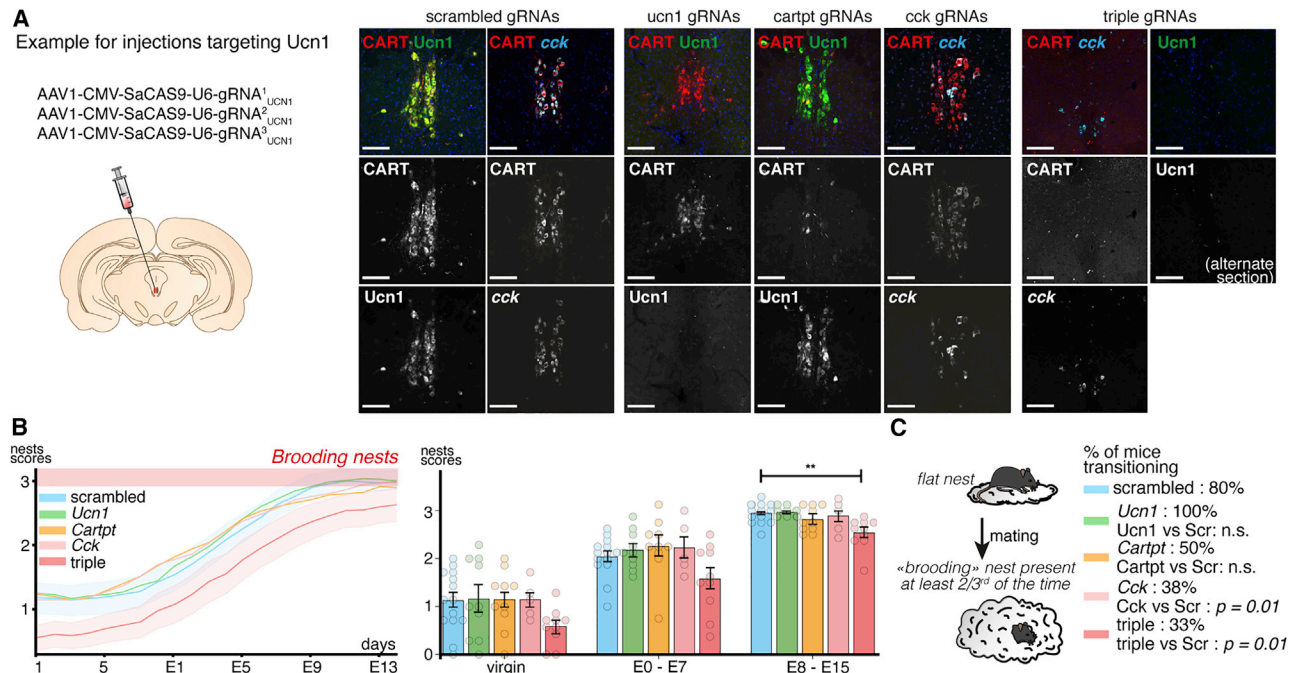 A
Example for injections targeting Ucn1
AAV1-CMV-SaCAS9-U6-gRNA¹UCN1
AAV1-CMV-SaCAS9-U6-gRNA²UCN1
AAV1-CMV-SaCAS9-U6-gRNA³UCN1
scrambled gRNAs
ucn1 gRNAs
cartpt gRNAs
cck gRNAs
triple gRNAs
CART Ucn1
CART cck
CART Ucn1
CART Ucn1
CART cck
CART cck
Ucn1
CART
CART
CART
CART
CART
CART
Ucn1
(alternate
section)
Ucn1
cck
Ucn1
Ucn1
cck
cck
B
nests
scores
Brooding nests
3
2
1
scrambled
Ucn1
Cartpt
Cck
triple
days
1
5
E1
E5
E9
E13
nests
scores
**
3
2
1
0
virgin
E0 - E7
E8 - E15
C
flat nest
mating
«brooding» nest present
at least 2/3rd of the time
% of mice
transitioning
scrambled : 80%
Ucn1 : 100%
Ucn1 vs Scr: n.s.
Cartpt : 50%
Cartpt vs Scr: n.s.
Cck : 38%
Cck vs Scr : p = 0.01
triple : 33%
triple vs Scr : p = 0.01